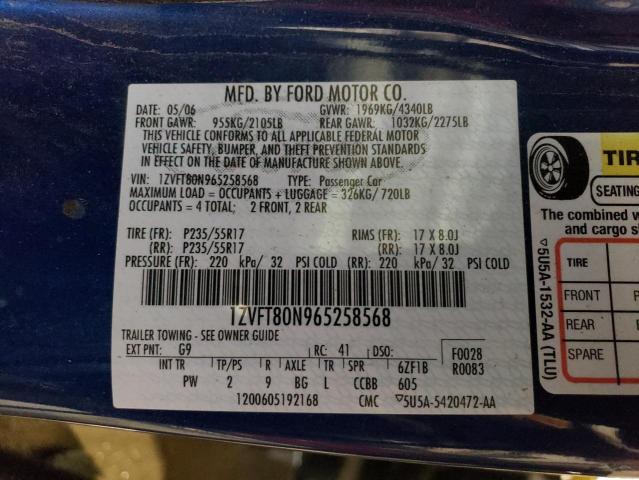 MFD. BY FORD MOTOR CO.
DATE: 05/06 GVWR: 1969KG/4340LB
FRONT GAWR: 955KG/2105LB REAR GAWR: 1032KG/2275LB
THIS VEHICLE CONFORMS TO ALL APPLICABLE FEDERAL MOTOR
VEHICLE SAFETY, BUMPER, AND THEFT PREVENTION STANDARDS
IN EFFECT ON THE DATE OF MANUFACTURE SHOWN ABOVE.
VIN: 1ZVFT80N965258568 TYPE: Passenger Car
MAXIMUM LOAD = OCCUPANTS + LUGGAGE = 326KG/720LB
OCCUPANTS = 4 TOTAL; 2 FRONT, 2 REAR
TIRE (FR): P235/55R17 RIMS (FR): 17 X 8.0J
(RR): P235/55R17 (RR): 17 X 8.0J
PRESSURE (FR): 220 kPa/ 32 PSI COLD (RR): 220 kPa/ 32 PSI COLD
1ZVFT80N965258568
TRAILER TOWING - SEE OWNER GUIDE
EXT PNT: G9 RC: 41 DSO: F0028
INT TR TP/PS R AXLE TR SPR 6ZF1B R0083
PW 2 9 BG L CCBB 605
1200605192168 CMC ▽5U5A-5420472-AA
TIR
SEATING
The combined w
and cargo s
TIRE
FRONT P
REAR
SPARE
▽5U5A-1532-AA (TLU)